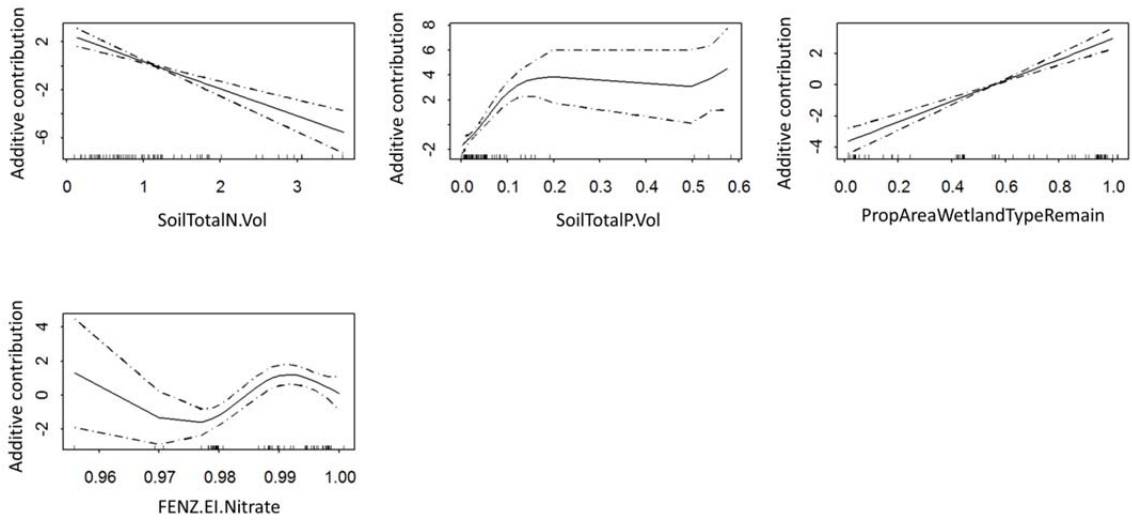 Additive contribution
2
-2
-6
0 1 2 3
SoilTotalN.Vol
Additive contribution
8
6
4
2
-2
0.0 0.1 0.2 0.3 0.4 0.5 0.6
SoilTotalP.Vol
Additive contribution
2
0
-2
-4
0.0 0.2 0.4 0.6 0.8 1.0
PropAreaWetlandTypeRemain
Additive contribution
4
2
0
-2
0.96 0.97 0.98 0.99 1.00
FENZ.EI.Nitrate